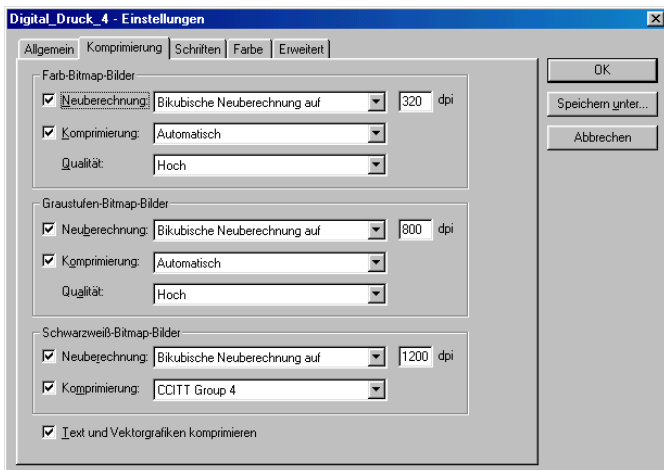 Digital_Druck_4 - Einstellungen
Allgemein Komprimierung Schriften Farbe Erweitert
Farb-Bitmap-Bilder
Neuberechnung: Bikubische Neuberechnung auf 320 dpi
Komprimierung: Automatisch
Qualität: Hoch
Graustufen-Bitmap-Bilder
Neuberechnung: Bikubische Neuberechnung auf 800 dpi
Komprimierung: Automatisch
Qualität: Hoch
Schwarzweiß-Bitmap-Bilder
Neuberechnung: Bikubische Neuberechnung auf 1200 dpi
Komprimierung: CCITT Group 4
Text und Vektorgrafiken komprimieren
OK
Speichern unter...
Abbrechen